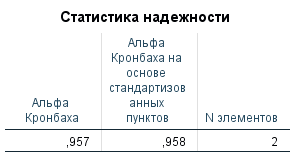 Статистика надежности
Альфа
Кронбаха
Альфа
Кронбаха на
основе
стандартизов
анных
пунктов
N элементов
,957
,958
2